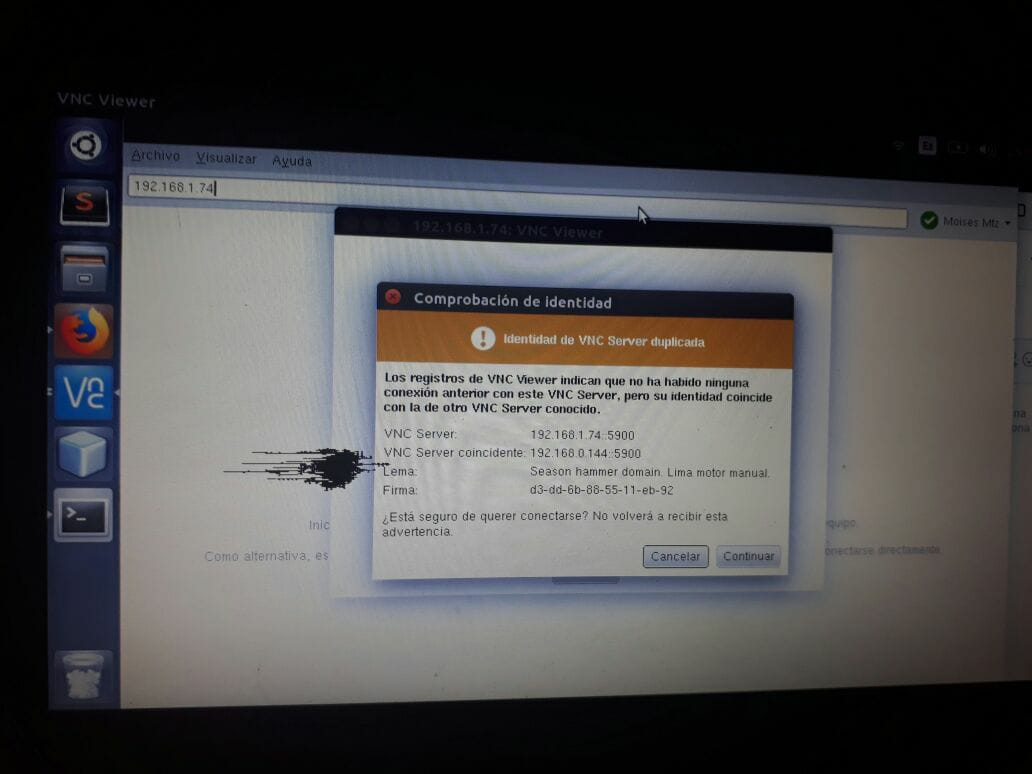 VNC Viewer
Archivo Visualizar Ayuda
Es
192.168.1.74
Moises Mtz
192.168.1.74: VNC Viewer
Comprobación de identidad
Identidad de VNC Server duplicada
Los registros de VNC Viewer indican que no ha habido ninguna
conexión anterior con este VNC Server, pero su identidad coincide
con la de otro VNC Server conocido.
VNC Server: 192.168.1.74::5900
VNC Server coincidente: 192.168.0.144::5900
Lema: Season hammer domain. Lima motor manual.
Firma: d3-dd-6b-88-55-11-eb-92
¿Está seguro de querer conectarse? No volverá a recibir esta
advertencia.
Inic equipo.
Como alternativa, es onectarse directamente.
Cancelar Continuar